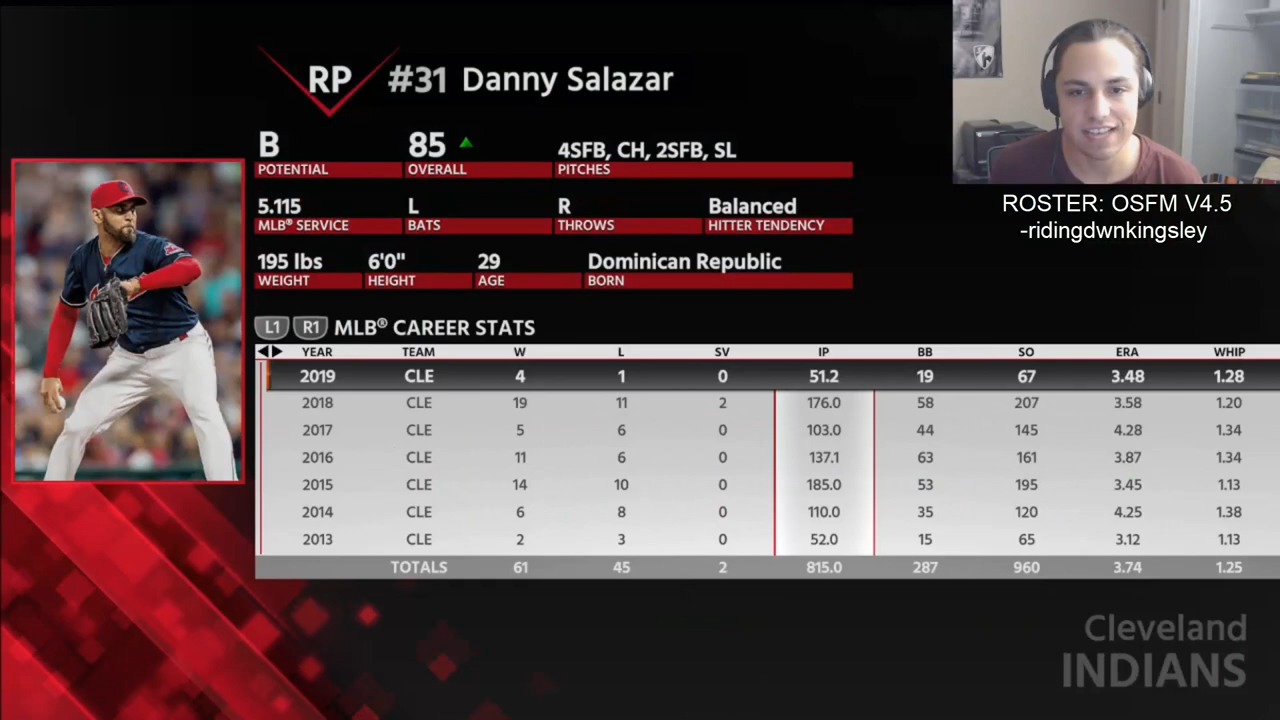 RP #31 Danny Salazar
B 85 4SFB, CH, 2SFB, SL
POTENTIAL OVERALL PITCHES
5.115 L R Balanced
MLB® SERVICE BATS THROWS HITTER TENDENCY
195 lbs 6'0" 29 Dominican Republic
WEIGHT HEIGHT AGE BORN
ROSTER: OSFM V4.5
-ridingdwnkingsley
L1 R1 MLB® CAREER STATS
YEAR TEAM W L SV IP BB SO ERA WHIP
2019 CLE 4 1 0 51.2 19 67 3.48 1.28
2018 CLE 19 11 2 176.0 58 207 3.58 1.20
2017 CLE 5 6 0 103.0 44 145 4.28 1.34
2016 CLE 11 6 0 137.1 63 161 3.87 1.34
2015 CLE 14 10 0 185.0 53 195 3.45 1.13
2014 CLE 6 8 0 110.0 35 120 4.25 1.38
2013 CLE 2 3 0 52.0 15 65 3.12 1.13
TOTALS 61 45 2 815.0 287 960 3.74 1.25
Cleveland
INDIANS